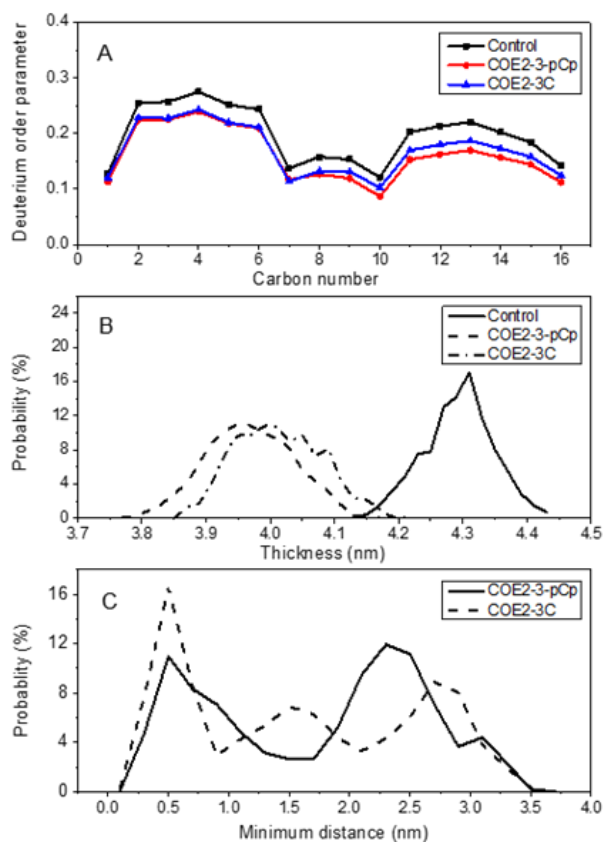 A
Control
COE2-3-pCp
COE2-3C
Deuterium order parameter
0.4
0.3
0.2
0.1
0.0
0 2 4 6 8 10 12 14 16
Carbon number
B
Control
COE2-3-pCp
COE2-3C
Probability (%)
24
20
16
12
8
4
0
3.7 3.8 3.9 4.0 4.1 4.2 4.3 4.4 4.5
Thickness (nm)
C
COE2-3-pCp
COE2-3C
Probablity (%)
16
12
8
4
0
0.0 0.5 1.0 1.5 2.0 2.5 3.0 3.5 4.0
Minimum distance (nm)